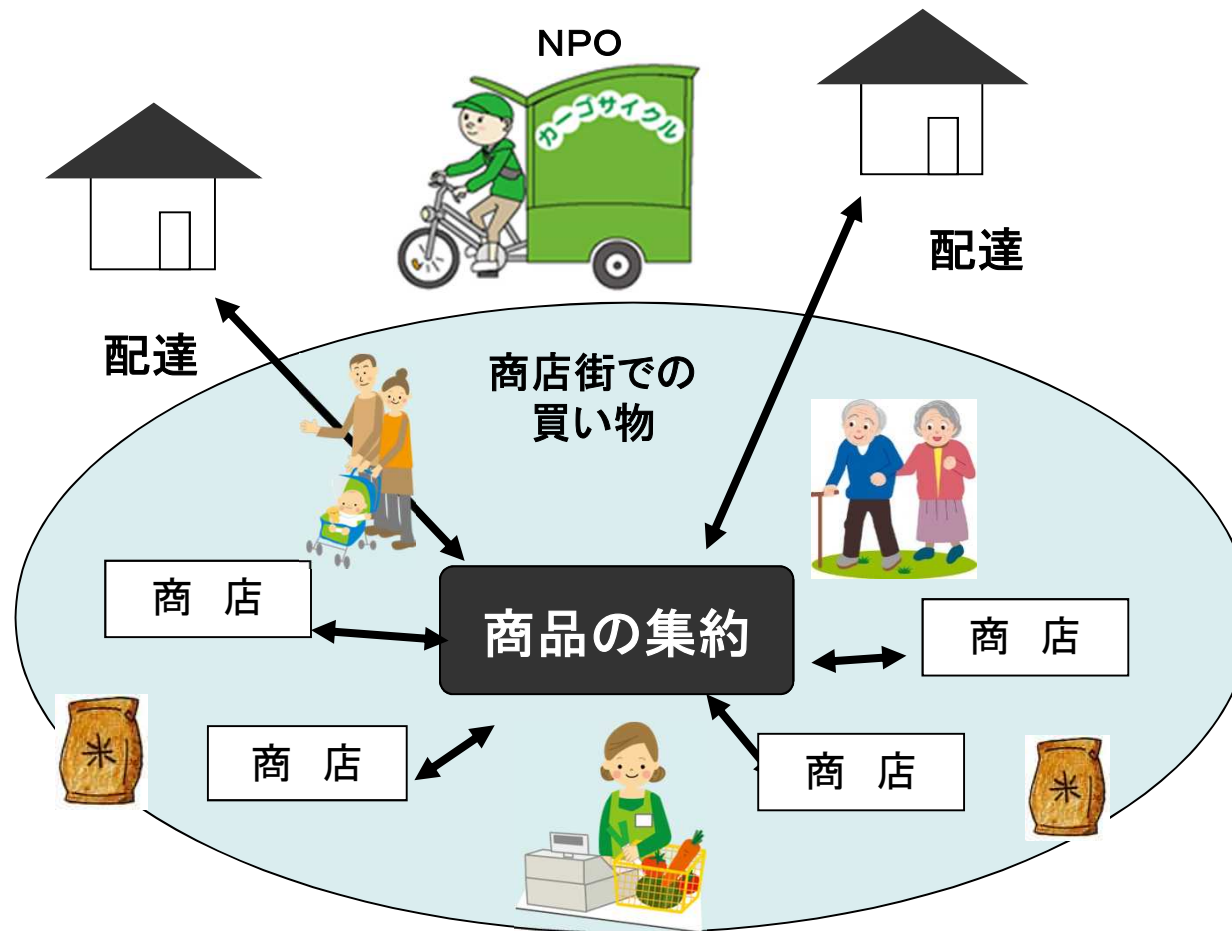 NPO
カーゴサイクル
配達
配達
商店街での
買い物
商 店
商品の集約
商 店
米
商 店
商 店
米